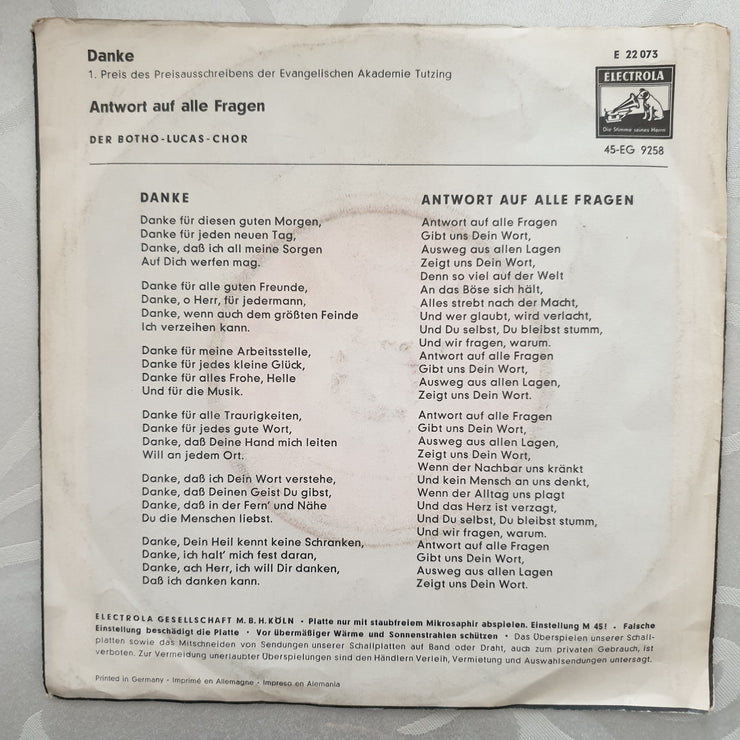 Danke
1. Preis des Preisausschreibens der Evangelischen Akademie Tutzing
Antwort auf alle Fragen
DER BOTHO-LUCAS-CHOR
E 22 073
ELECTROLA
Die Stimme seines Herrn
45-EG 9258
DANKE
Danke für diesen guten Morgen,
Danke für jeden neuen Tag,
Danke, daß ich all meine Sorgen
Auf Dich werfen mag.
Danke für alle guten Freunde,
Danke, o Herr, für jedermann,
Danke, wenn auch dem größten Feinde
Ich verzeihen kann.
Danke für meine Arbeitsstelle,
Danke für jedes kleine Glück,
Danke für alles Frohe, Helle
Und für die Musik.
Danke für alle Traurigkeiten,
Danke für jedes gute Wort,
Danke, daß Deine Hand mich leiten
Will an jedem Ort.
Danke, daß ich Dein Wort verstehe,
Danke, daß Deinen Geist Du gibst,
Danke, daß in der Fern' und Nähe
Du die Menschen liebst.
Danke, Dein Heil kennt keine Schranken,
Danke, ich halt' mich fest daran,
Danke, ach Herr, ich will Dir danken,
Daß ich danken kann.
ANTWORT AUF ALLE FRAGEN
Antwort auf alle Fragen
Gibt uns Dein Wort,
Ausweg aus allen Lagen
Zeigt uns Dein Wort,
Denn so viel auf der Welt
An das Böse sich hält,
Alles strebt nach der Macht,
Und wer glaubt, wird verlacht,
Und Du selbst, Du bleibst stumm,
Und wir fragen, warum.
Antwort auf alle Fragen
Gibt uns Dein Wort,
Ausweg aus allen Lagen,
Zeigt uns Dein Wort.
Antwort auf alle Fragen
Gibt uns Dein Wort,
Ausweg aus allen Lagen,
Zeigt uns Dein Wort.
Wenn der Nachbar uns kränkt
Und kein Mensch an uns denkt,
Wenn der Alltag uns plagt
Und das Herz ist verzagt,
Und Du selbst, Du bleibst stumm,
Und wir fragen, warum.
Antwort auf alle Fragen
Gibt uns Dein Wort,
Ausweg aus allen Lagen
Zeigt uns Dein Wort.
ELECTROLA GESELLSCHAFT M.B.H. KÖLN • Platte nur mit staubfreiem Mikrosaphir abspielen. Einstellung M 45! • Falsche
Einstellung beschädigt die Platte • Vor übermäßiger Wärme und Sonnenstrahlen schützen • Das Überspielen unserer Schall-
platten sowie das Mitschneiden von Sendungen unserer Schallplatten auf Band oder Draht, auch zum privaten Gebrauch, ist
verboten. Zur Vermeidung unerlaubter Überspielungen sind den Händlern Verleih, Vermietung und Auswahlsendungen untersagt.
Printed in Germany • Imprimé en Allemagne • Impreso en Alemania